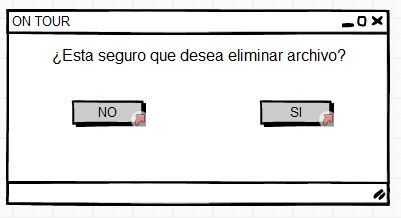 ON TOUR
¿Esta seguro que desea eliminar archivo?
NO
SI